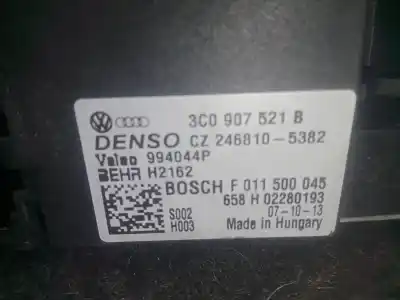 3C0 907 521 B
DENSO CZ 246810-5382
Valeo 994044P
BEHR H2162
BOSCH F 011 500 045
658 H 02280193
S002 07-10-13
H003 Made in Hungary